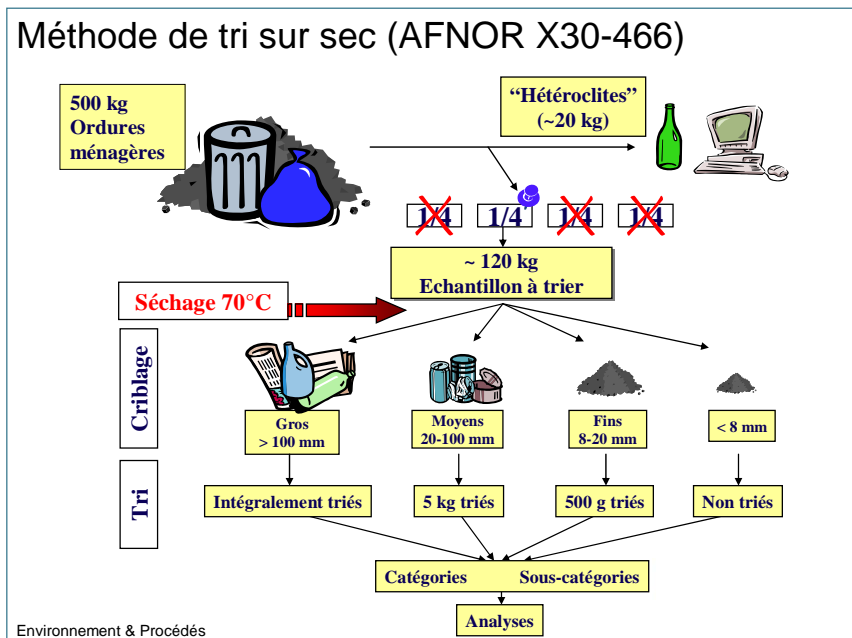 Méthode de tri sur sec (AFNOR X30-466)
500 kg
Ordures
ménagères
“Hétéroclites”
(~20 kg)
1/4 1/4 1/4 1/4
~ 120 kg
Echantillon à trier
Séchage 70°C
Criblage
Gros
> 100 mm
Moyens
20-100 mm
Fins
8-20 mm
< 8 mm
Tri
Intégralement triés
5 kg triés
500 g triés
Non triés
Catégories Sous-catégories
Analyses
Environnement & Procédés